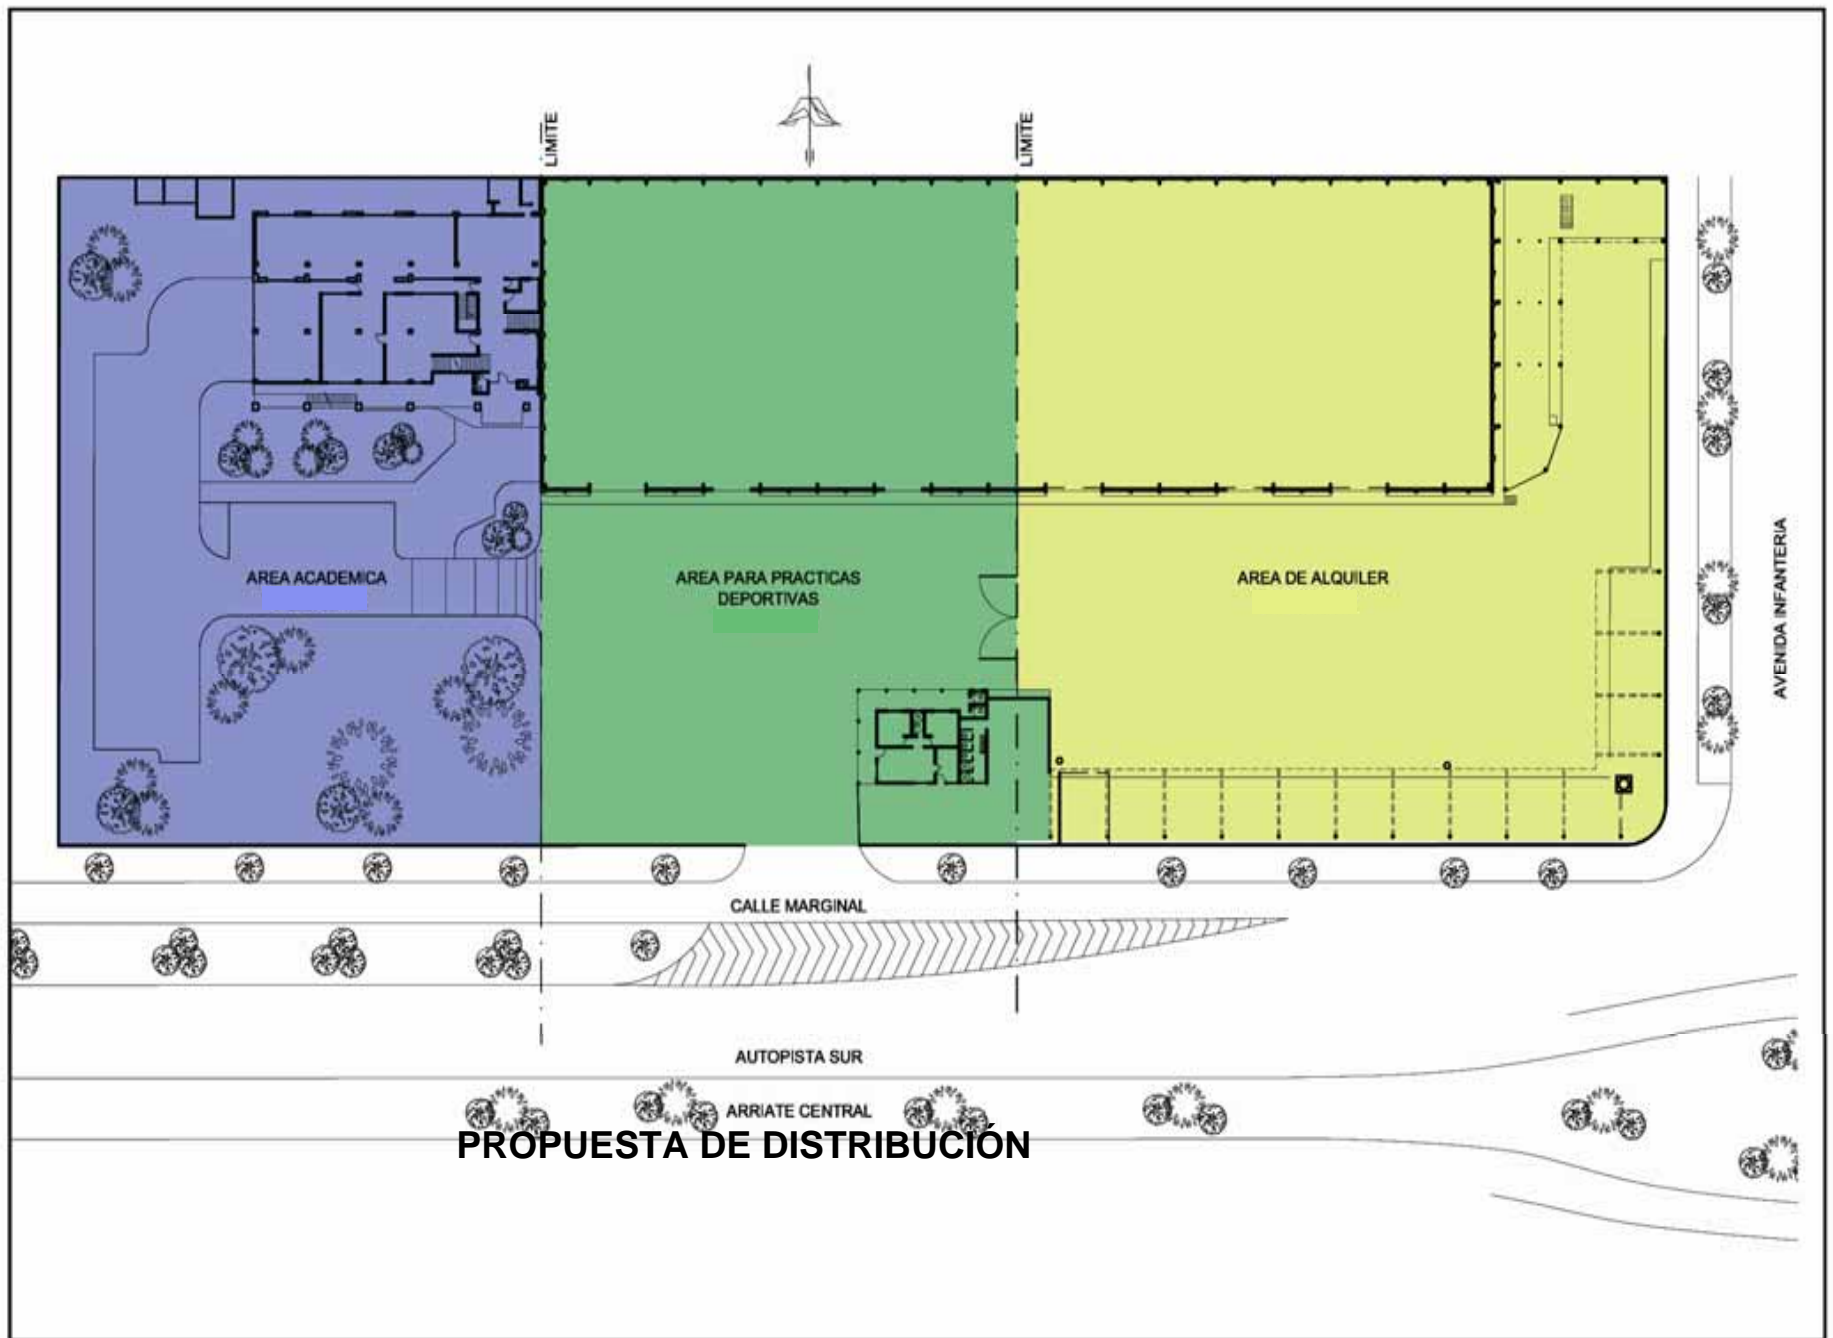 LIMITE
LIMITE
AREA ACADEMICA
AREA PARA PRACTICAS
DEPORTIVAS
AREA DE ALQUILER
AVENIDA INFANTERIA
CALLE MARGINAL
AUTOPISTA SUR
ARRIATE CENTRAL
PROPUESTA DE DISTRIBUCIÓN